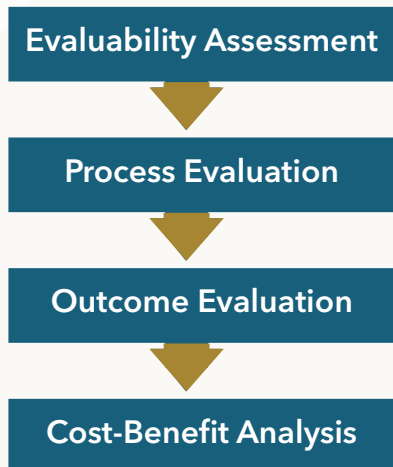 Evaluability Assessment
Process Evaluation
Outcome Evaluation
Cost-Benefit Analysis